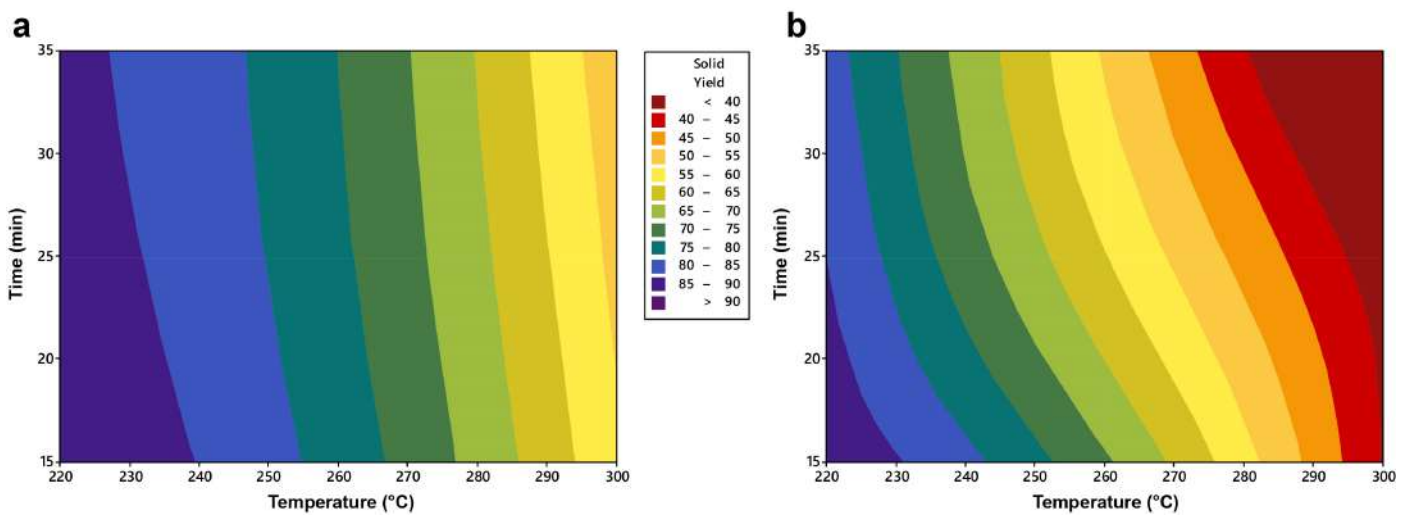 a
35
30
25
20
15
220 230 240 250 260 270 280 290 300
Time (min)
Temperature (°C)
Solid
Yield
< 40
40 – 45
45 – 50
50 – 55
55 – 60
60 – 65
65 – 70
70 – 75
75 – 80
80 – 85
85 – 90
> 90
b
35
30
25
20
15
220 230 240 250 260 270 280 290 300
Time (min)
Temperature (°C)